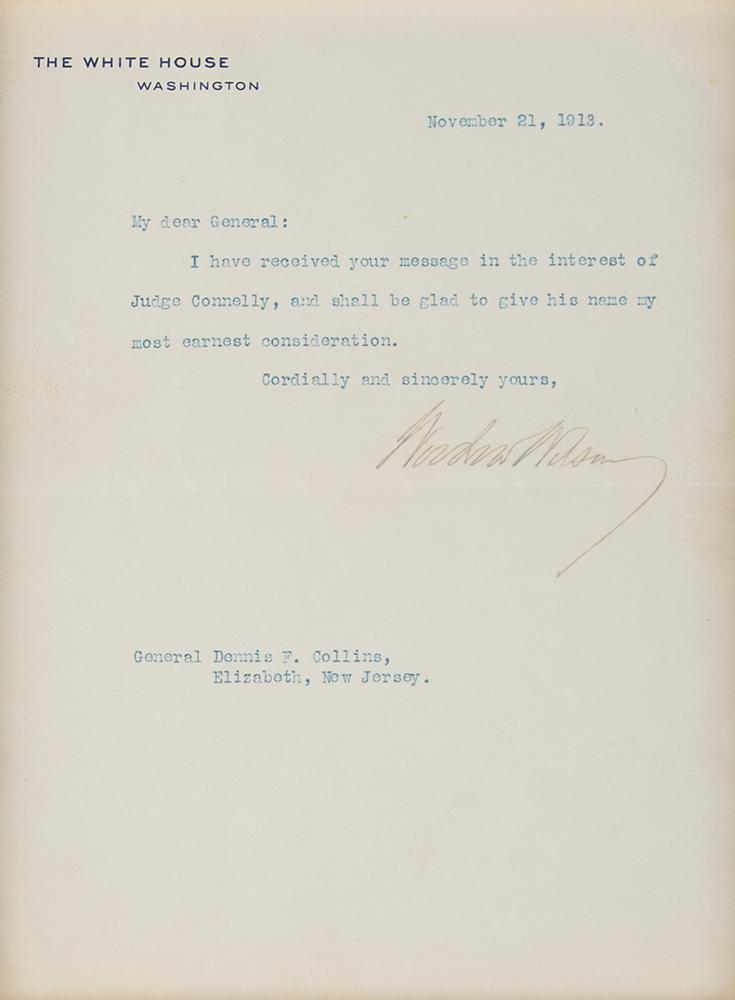 THE WHITE HOUSE
WASHINGTON
November 21, 1913.
My dear General:
I have received your message in the interest of
Judge Connelly, and shall be glad to give his name my
most earnest consideration.
Cordially and sincerely yours,
Woodrow Wilson
General Dennis F. Collins,
Elizabeth, New Jersey.